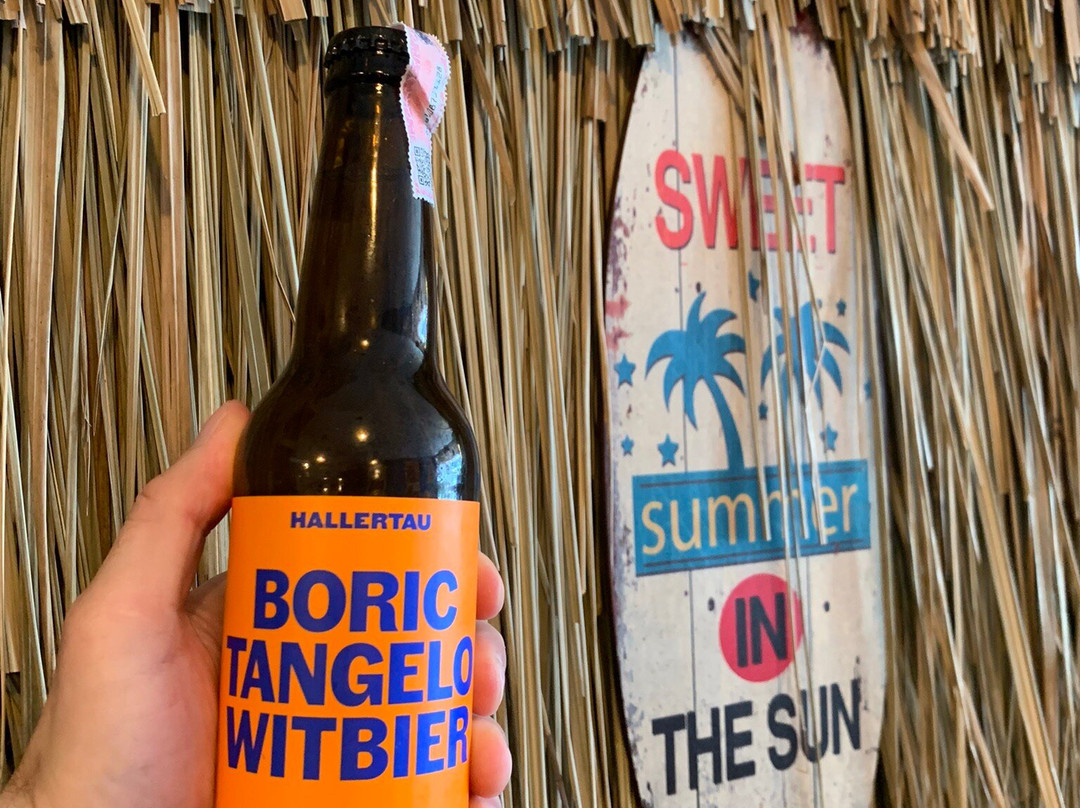 HALLERTAU
BORIC
TANGELO
WITBIER
SWEET
summer
IN
THE SUN